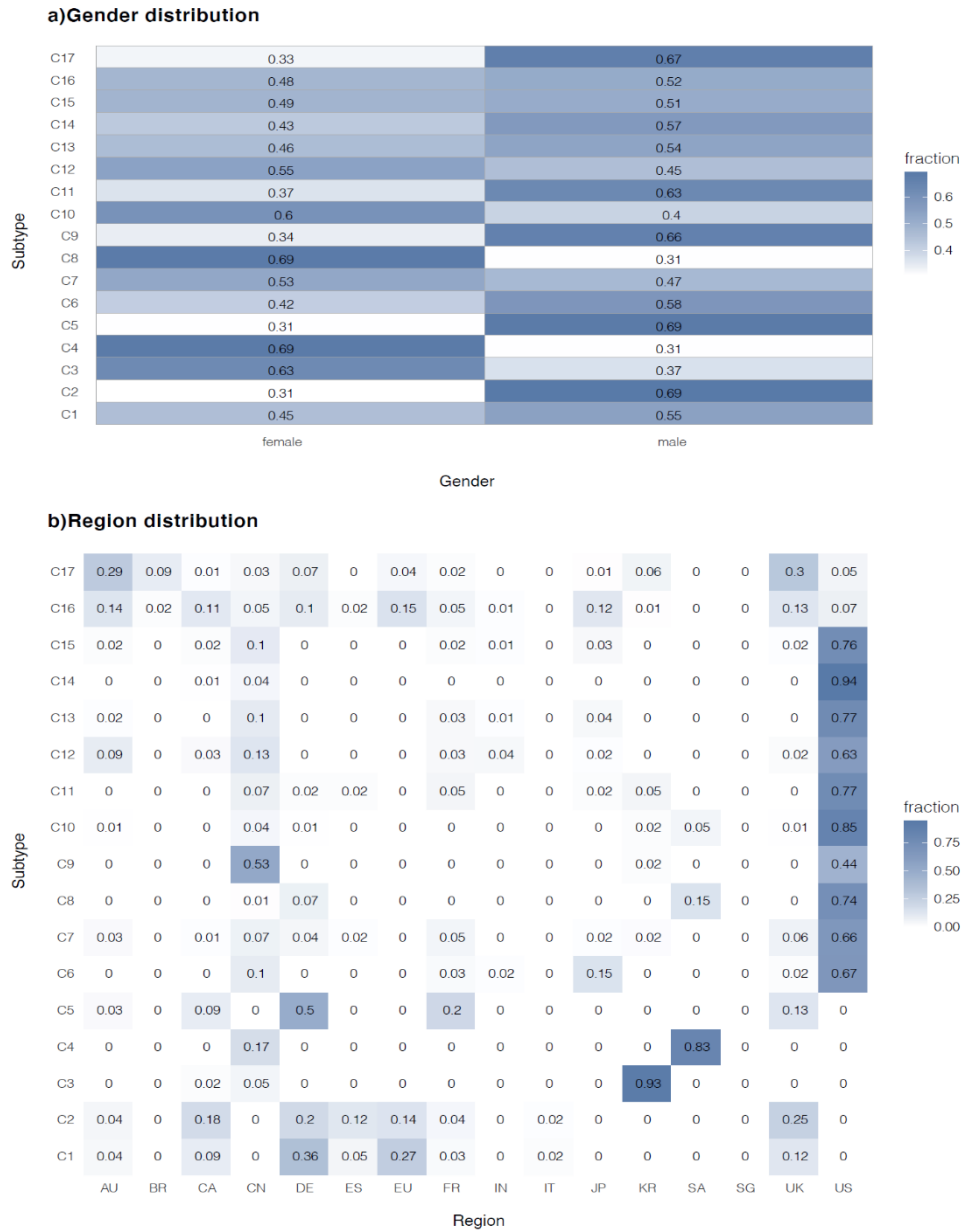 a)Gender distribution
C17 0.33 0.67
C16 0.48 0.52
C15 0.49 0.51
C14 0.43 0.57
C13 0.46 0.54
C12 0.55 0.45
C11 0.37 0.63
C10 0.6 0.4
C9 0.34 0.66
C8 0.69 0.31
C7 0.53 0.47
C6 0.42 0.58
C5 0.31 0.69
C4 0.69 0.31
C3 0.63 0.37
C2 0.31 0.69
C1 0.45 0.55
female male
Gender
Subtype
fraction
0.6
0.5
0.4
b)Region distribution
C17 0.29 0.09 0.01 0.03 0.07 0 0.04 0.02 0 0 0.01 0.06 0 0 0.3 0.05
C16 0.14 0.02 0.11 0.05 0.1 0.02 0.15 0.05 0.01 0 0.12 0.01 0 0 0.13 0.07
C15 0.02 0 0.02 0.1 0 0 0 0.02 0.01 0 0.03 0 0 0 0.02 0.76
C14 0 0 0.01 0.04 0 0 0 0 0 0 0 0 0 0 0 0.94
C13 0.02 0 0 0.1 0 0 0 0.03 0.01 0 0.04 0 0 0 0 0.77
C12 0.09 0 0.03 0.13 0 0 0 0.03 0.04 0 0.02 0 0 0 0.02 0.63
C11 0 0 0 0.07 0.02 0.02 0 0.05 0 0 0.02 0.05 0 0 0 0.77
C10 0.01 0 0 0.04 0.01 0 0 0 0 0 0 0.02 0.05 0 0.01 0.85
C9 0 0 0 0.53 0 0 0 0 0 0 0 0.02 0 0 0 0.44
C8 0 0 0 0.01 0.07 0 0 0 0 0 0 0 0.15 0 0 0.74
C7 0.03 0 0.01 0.07 0.04 0.02 0 0.05 0 0 0.02 0.02 0 0 0.06 0.66
C6 0 0 0 0.1 0 0 0 0.03 0.02 0 0.15 0 0 0 0.02 0.67
C5 0.03 0 0.09 0 0.5 0 0 0.2 0 0 0 0 0 0 0.13 0
C4 0 0 0 0.17 0 0 0 0 0 0 0 0 0.83 0 0 0
C3 0 0 0.02 0.05 0 0 0 0 0 0 0 0.93 0 0 0 0
C2 0.04 0 0.18 0 0.2 0.12 0.14 0.04 0 0.02 0 0 0 0 0.25 0
C1 0.04 0 0.09 0 0.36 0.05 0.27 0.03 0 0.02 0 0 0 0 0.12 0
AU BR CA CN DE ES EU FR IN IT JP KR SA SG UK US
Region
Subtype
fraction
0.75
0.50
0.25
0.00